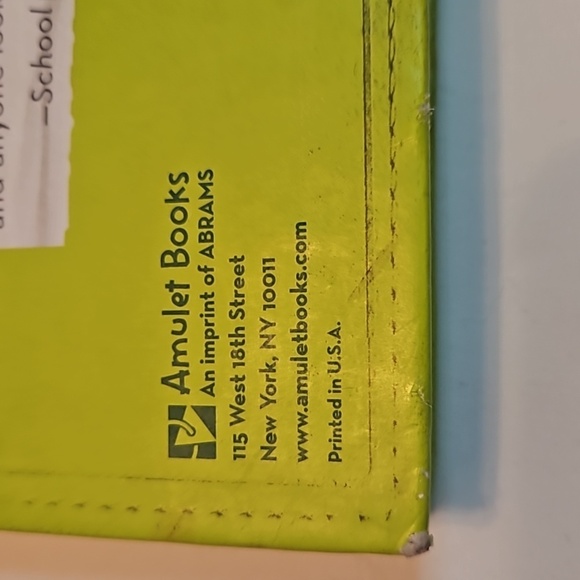 —School
Amulet Books
An imprint of ABRAMS
115 West 18th Street
New York, NY 10011
www.amuletbooks.com
Printed in U.S.A.